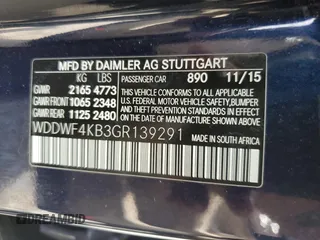 MFD BY DAIMLER AG STUTTGART
KG LBS PASSENGER CAR 890 11/15
GVWR 2165 4773
GAWR FRONT 1065 2348
GAWR REAR 1125 2480
THIS VEHICLE CONFORMS TO ALL APPLICABLE
U.S. FEDERAL MOTOR VEHICLE SAFETY, BUMPER,
AND THEFT PREVENTION STANDARDS IN EFFECT
ON THE DATE OF MANUFACTURE SHOWN ABOVE.
WDDWF4KB3GR139291
MADE IN SOUTH AFRICA
DREAMBID